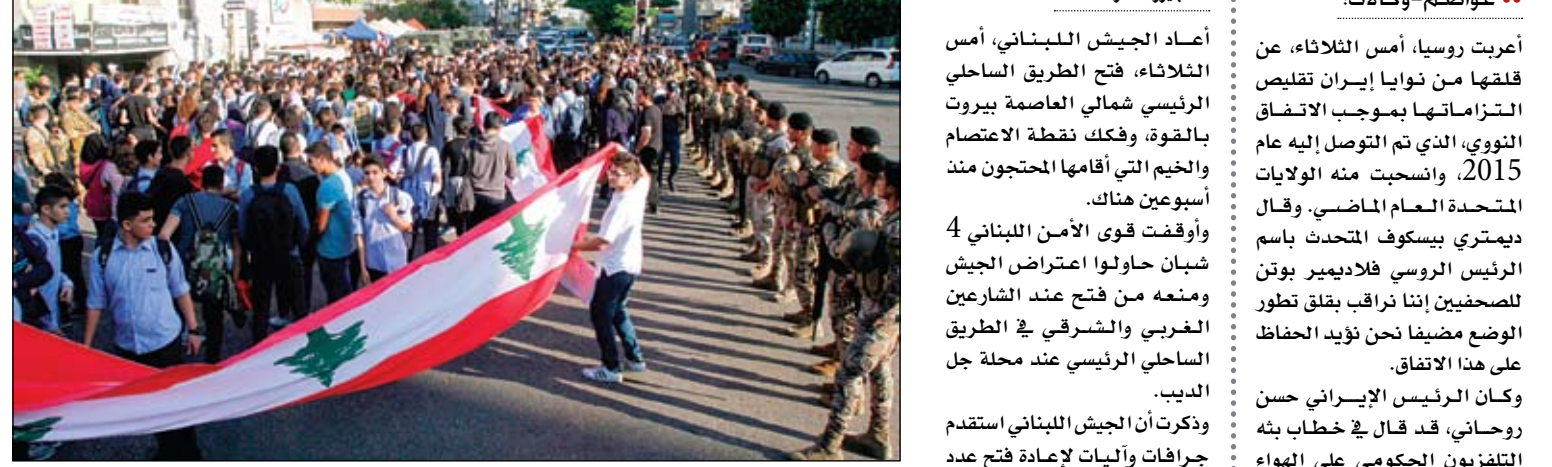 عواصم-وكالات:
أعربت روسيا، أمس الثلاثاء، عن
قلقها من نوايا إيران تقليص
التزاماتها بموجب الاتفاق
النووي، الذي تم التوصل إليه عام
2015، وانسحبت منه الولايات
المتحدة العام الماضي. وقال
ديمتري بيسكوف المتحدث باسم
الرئيس الروسي فلاديمير بوتن
للصحفيين إننا نراقب بقلق تطور
الوضع مضيفا نحن نؤيد الحفاظ
على هذا الاتفاق.
وكان الرئيس الإيراني حسن
روحاني، قد قال في خطاب بثه
التلفزيون الحكومي على الهواء
أعاد الجيش اللبناني، أمس
الثلاثاء، فتح الطريق الساحلي
الرئيسي شمالي العاصمة بيروت
بالقوة، وفكك نقطة الاعتصام
والخيم التي أقامها المحتجون منذ
أسبوعين هناك.
وأوقفت قوى الأمن اللبناني 4
شبان حاولوا اعتراض الجيش
ومنعه من فتح عند الشارعين
الغربي والشرقي في الطريق
الساحلي الرئيسي عند محلة جل
الديب.
وذكرت أن الجيش اللبناني استقدم
جرافات وآليات لإعادة فتح عدد